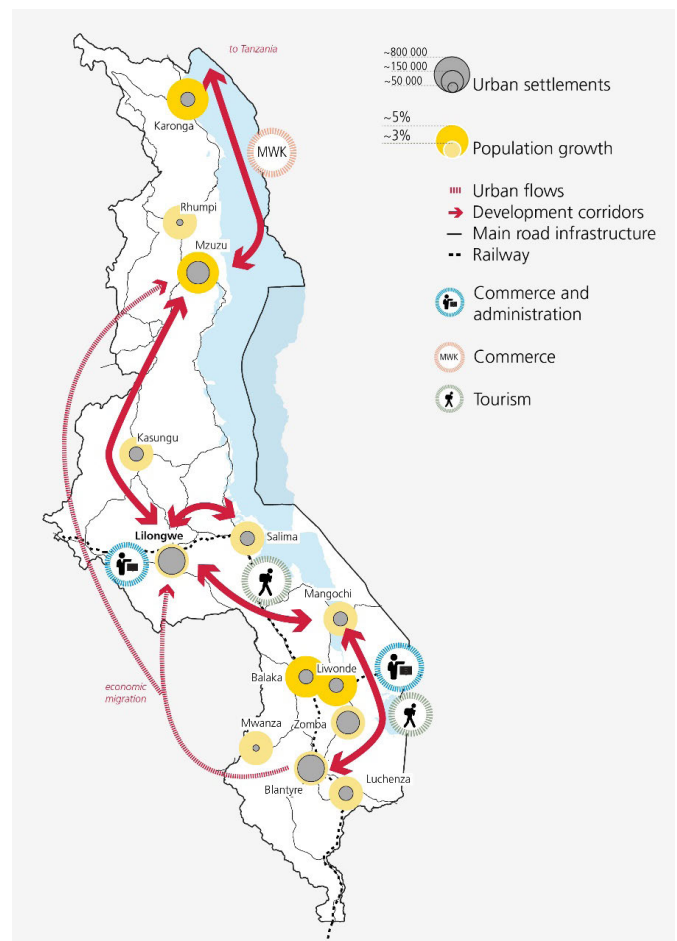 to Tanzania
Karonga
MWK
Rhumpi
Mzuzu
Kasungu
Lilongwe
Salima
Mangochi
Balaka
Liwonde
economic
migration
Mwanza
Zomba
Blantyre
Luchenza
~800 000
~150 000
~50 000
Urban settlements
~5%
~3%
Population growth
Urban flows
Development corridors
Main road infrastructure
Railway
Commerce and
administration
MWK
Commerce
Tourism